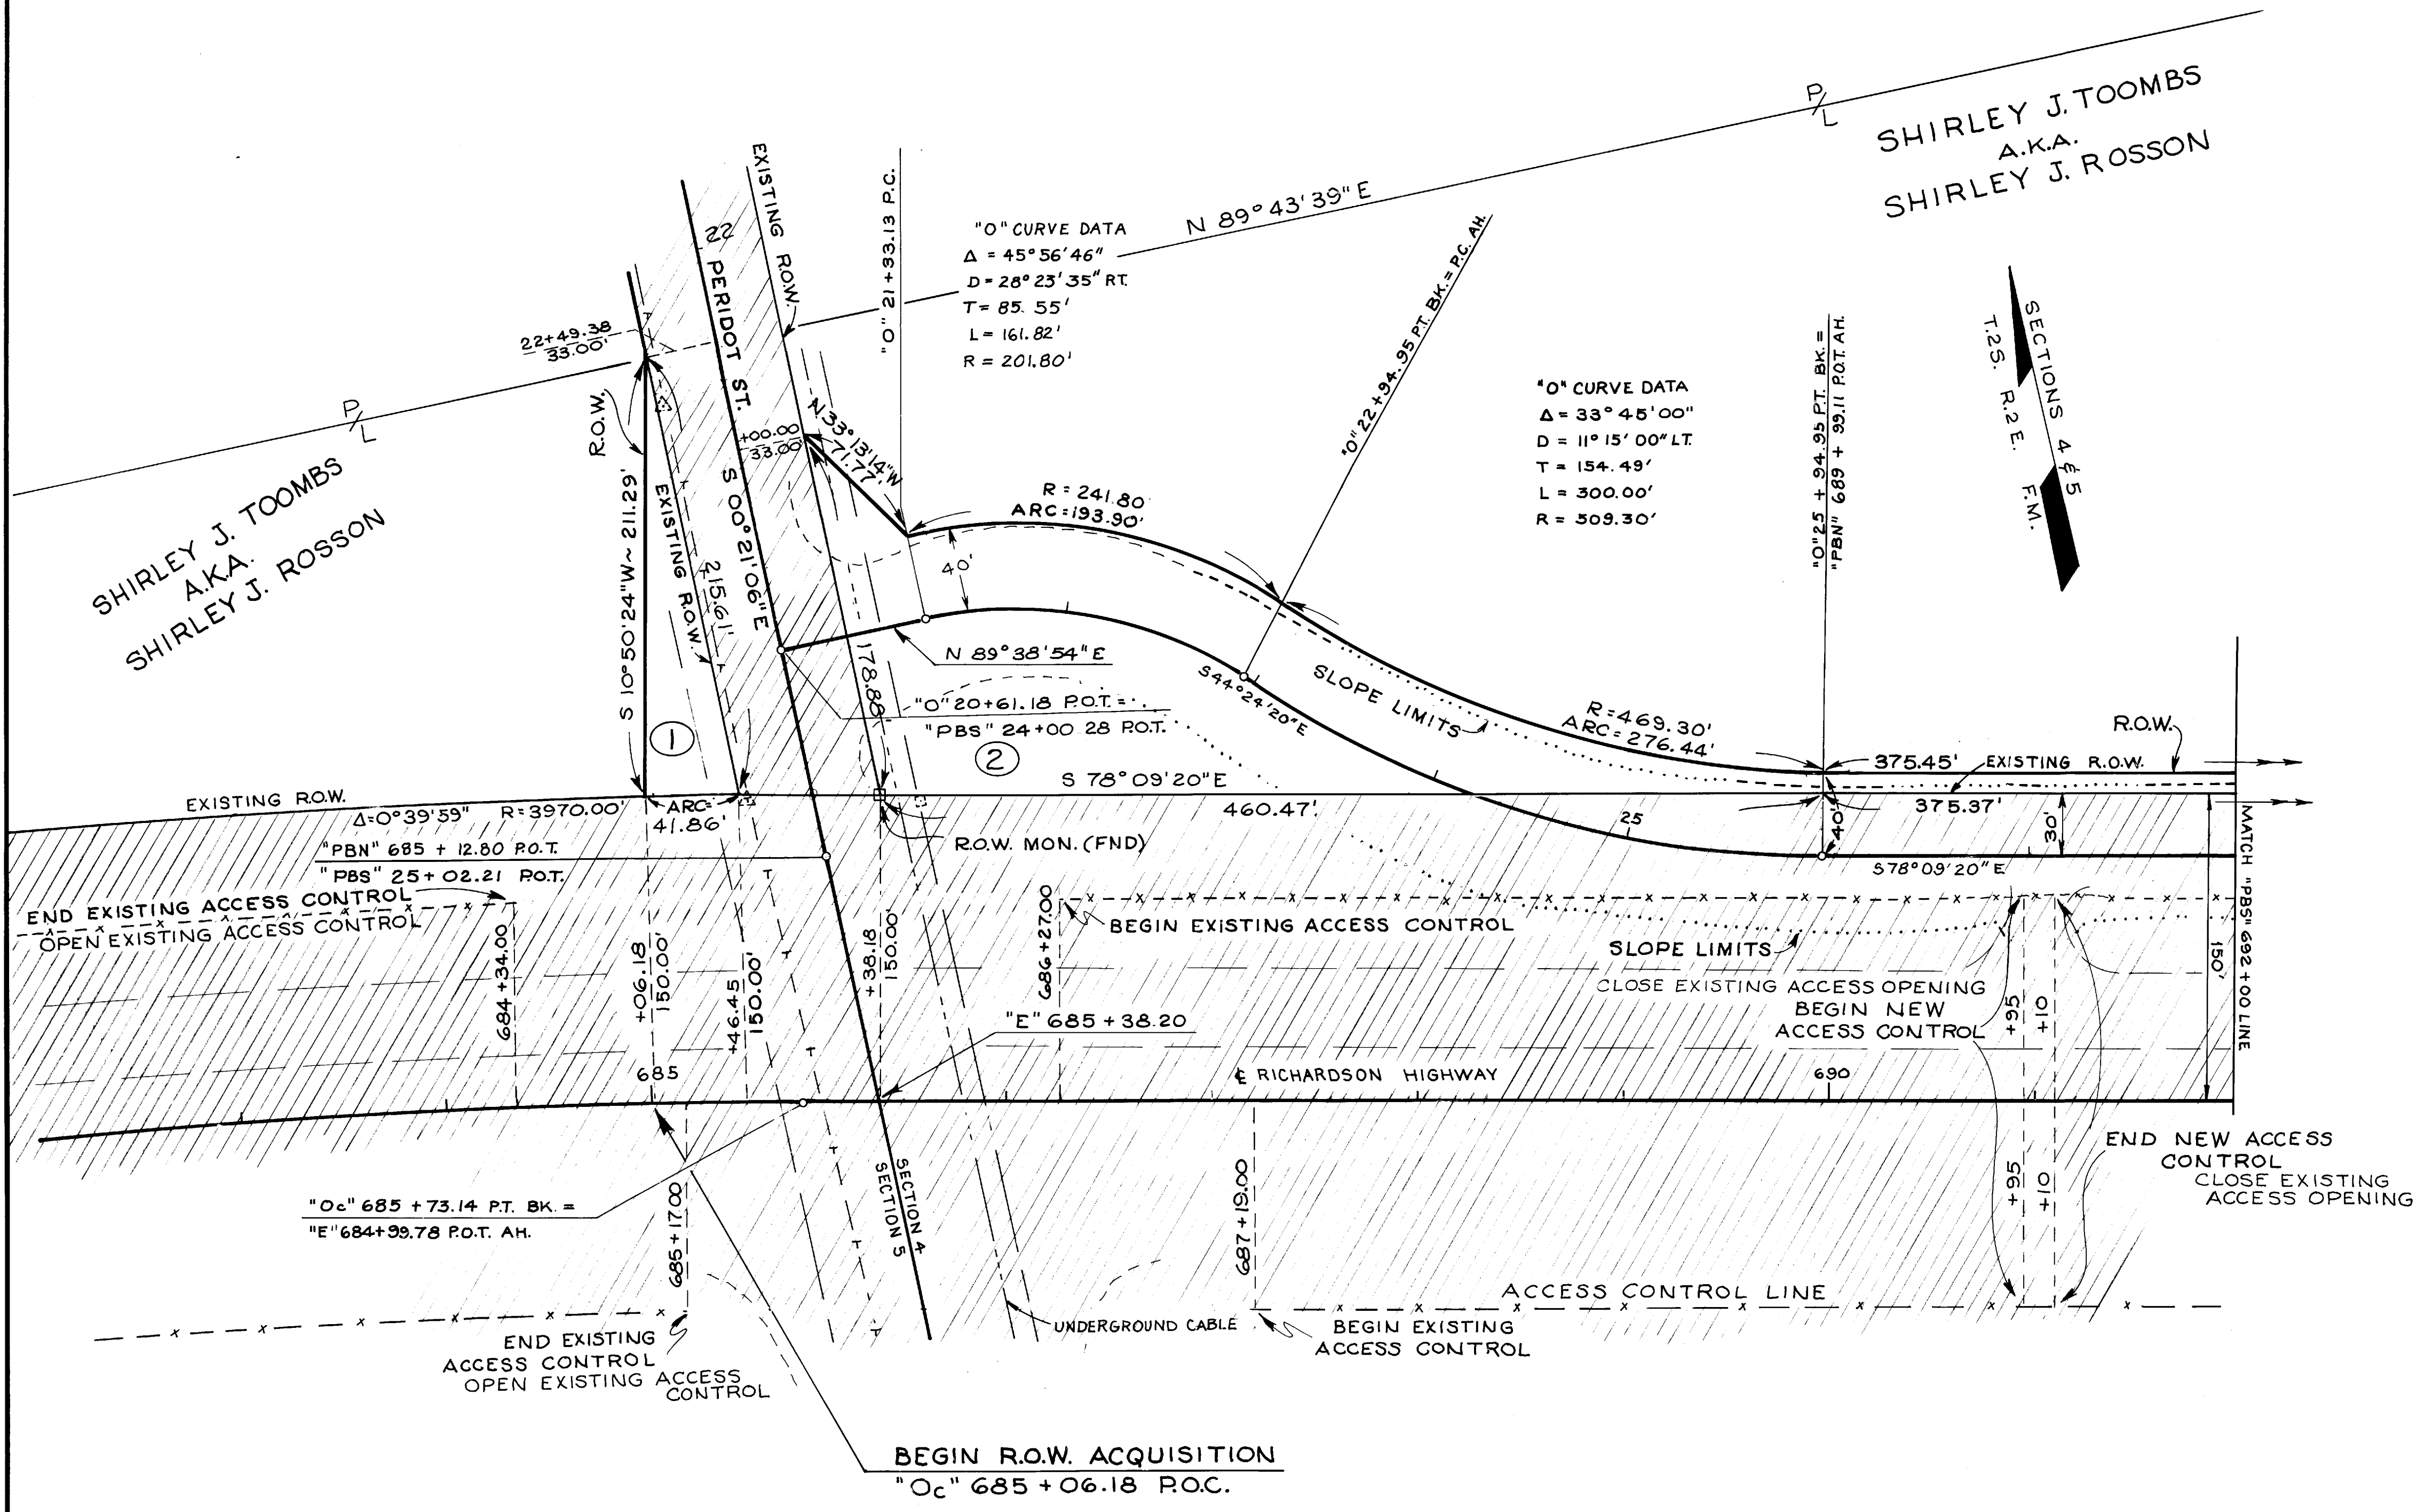 SHIRLEY J. TOOMBS
A.K.A.
SHIRLEY J. ROSSON
P/L
N 89°43'39"E
EXISTING R.O.W.
"O" 21+33.13 P.C.
"O" CURVE DATA
Δ = 45°56'46"
D = 28°23'35" RT.
T = 85.55'
L = 161.82'
R = 201.80'
"O" 22+94.95 P.T. BK. = P.C. AH.
"O" CURVE DATA
Δ = 33°45'00"
D = 11°15'00" LT.
T = 154.49'
L = 300.00'
R = 509.30'
"O" 25 + 94.95 P.T. BK. =
"PBN" 689 + 99.11 P.O.T. AH.
SECTIONS 4 & 5
T.2S. R.2E. F.M.
22
PERIDOT ST.
S 00°21'06"E
22+49.38
33.00'
P/L
SHIRLEY J. TOOMBS
A.K.A.
SHIRLEY J. ROSSON
R.O.W.
S 10°50'24"W ~ 211.29'
EXISTING R.O.W.
215.61'
+00.00
33.00'
N 33°13'14"W
71.77'
R = 241.80'
ARC = 193.90'
40'
N 89°38'54"E
178.88'
"O" 20+61.18 P.O.T. =
"PBS" 24+00 28 P.O.T.
S44°24'20"E
SLOPE LIMITS
R=469.30'
ARC=276.44'
R.O.W.
375.45'
EXISTING R.O.W.
375.37'
1
2
S 78°09'20"E
460.47'
EXISTING R.O.W.
Δ=0°39'59" R=3970.00'
ARC=
41.86'
R.O.W. MON. (FND)
25
40'
30'
S78°09'20"E
"PBN" 685 + 12.80 P.O.T.
"PBS" 25+ 02.21 P.O.T.
END EXISTING ACCESS CONTROL
OPEN EXISTING ACCESS CONTROL
684+34.00
+06.18
150.00'
+46.45
150.00'
+38.18
150.00'
686+27.00
BEGIN EXISTING ACCESS CONTROL
SLOPE LIMITS
CLOSE EXISTING ACCESS OPENING
BEGIN NEW
ACCESS CONTROL
+95
+10
150'
MATCH "PBS" 692+00 LINE
"E" 685+38.20
685
℄ RICHARDSON HIGHWAY
690
END NEW ACCESS
CONTROL
CLOSE EXISTING
ACCESS OPENING
+95
+10
SECTION 4
SECTION 5
"Oc" 685 +73.14 P.T. BK. =
"E" 684+99.78 P.O.T. AH.
685+17.00
687+19.00
ACCESS CONTROL LINE
UNDERGROUND CABLE
BEGIN EXISTING
ACCESS CONTROL
END EXISTING
ACCESS CONTROL
OPEN EXISTING ACCESS
CONTROL
BEGIN R.O.W. ACQUISITION
"Oc" 685 + 06.18 P.O.C.